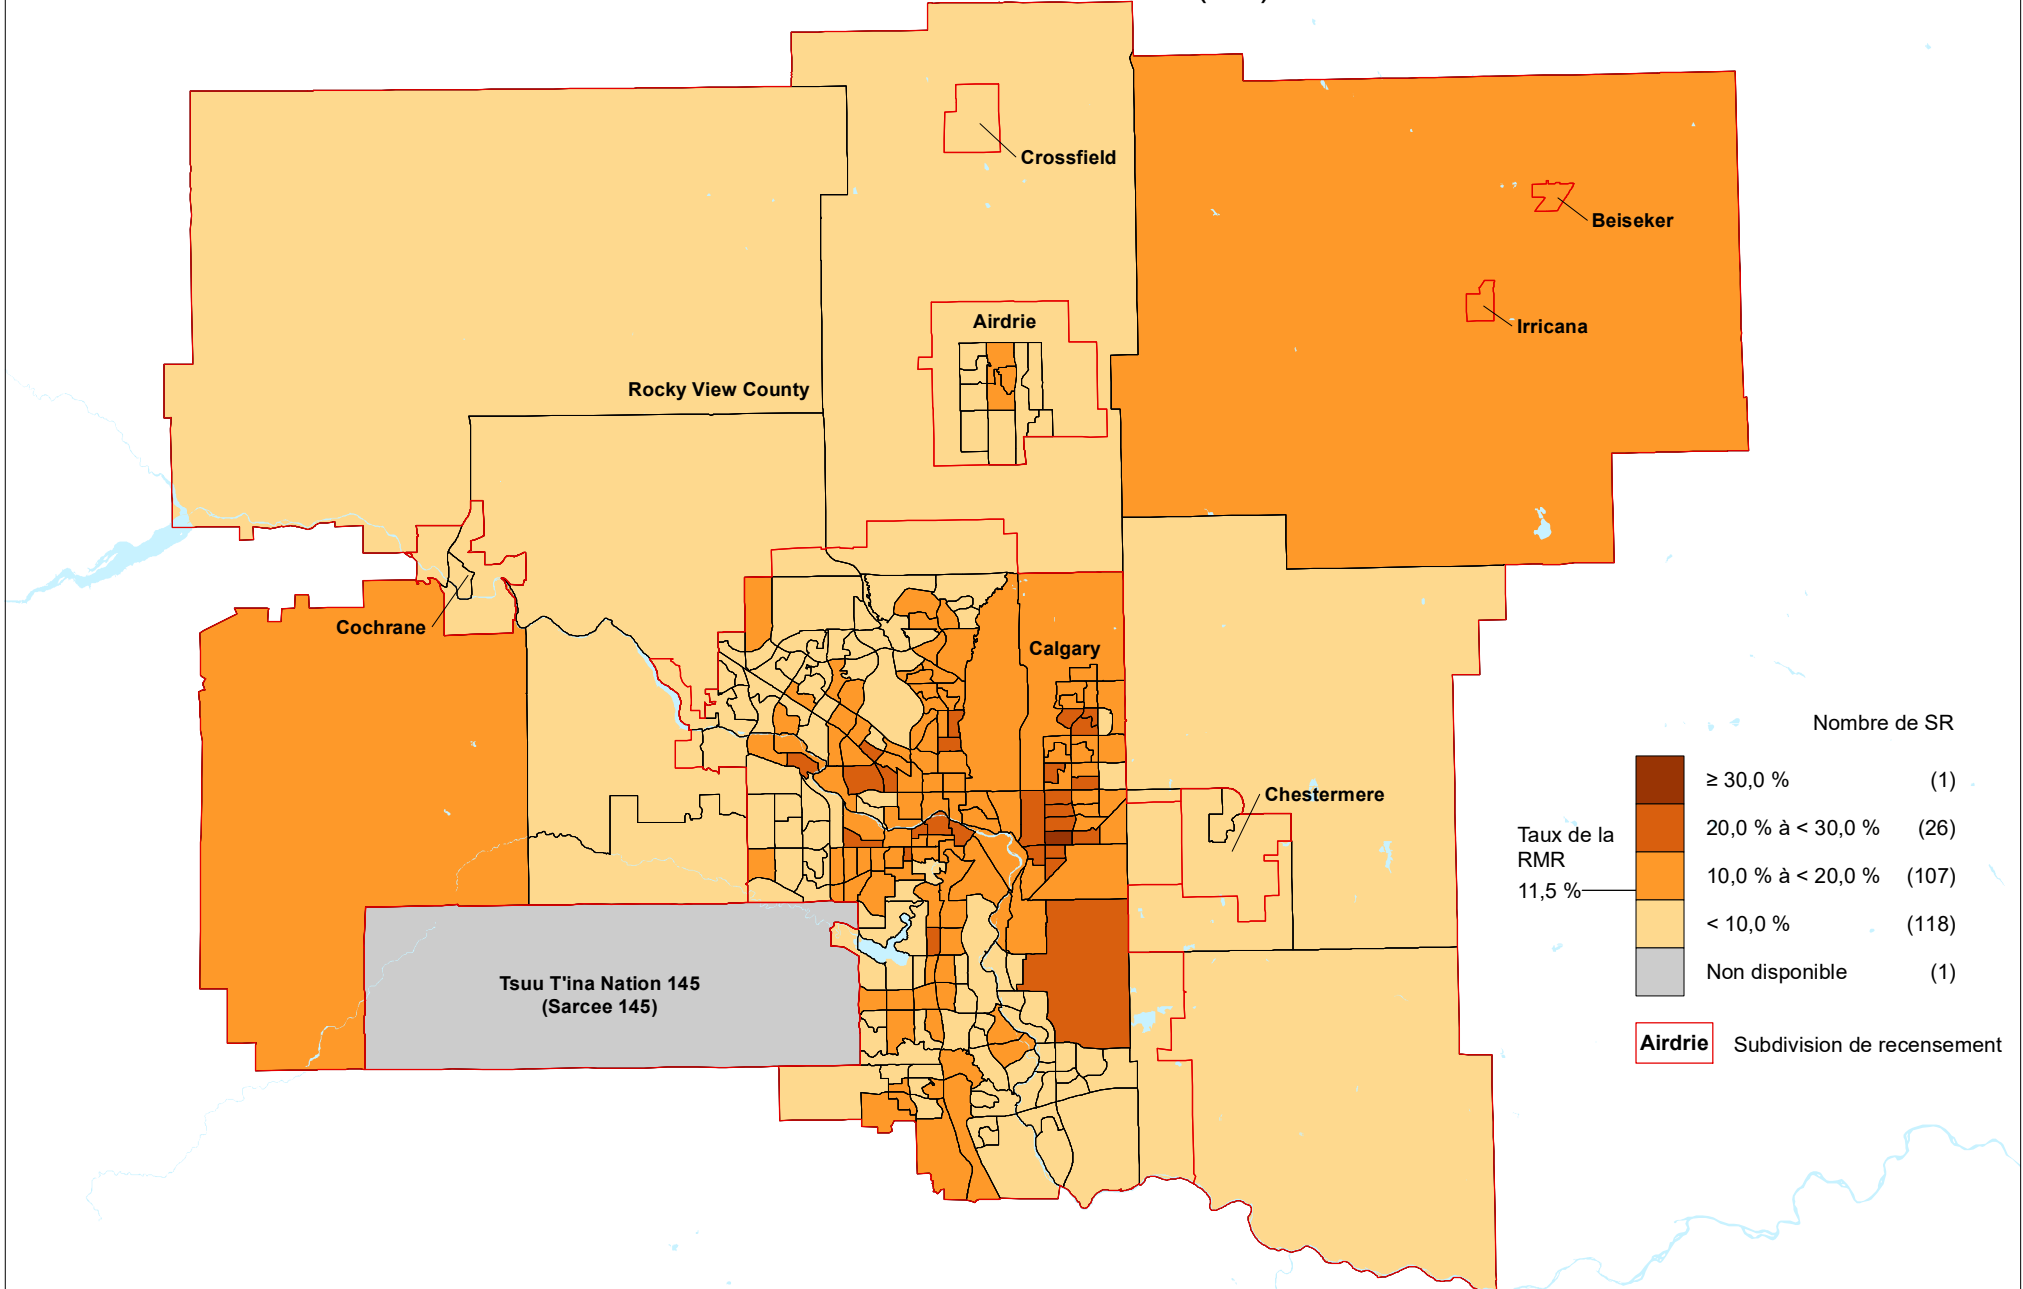 Crossfield
Beiseker
Irricana
Airdrie
Rocky View County
Cochrane
Calgary
Chestermere
Tsuu T'ina Nation 145
(Sarcee 145)
Nombre de SR
≥ 30,0 % (1)
20,0 % à < 30,0 % (26)
10,0 % à < 20,0 % (107)
< 10,0 % (118)
Non disponible (1)
Taux de la
RMR
11,5 %
Airdrie Subdivision de recensement